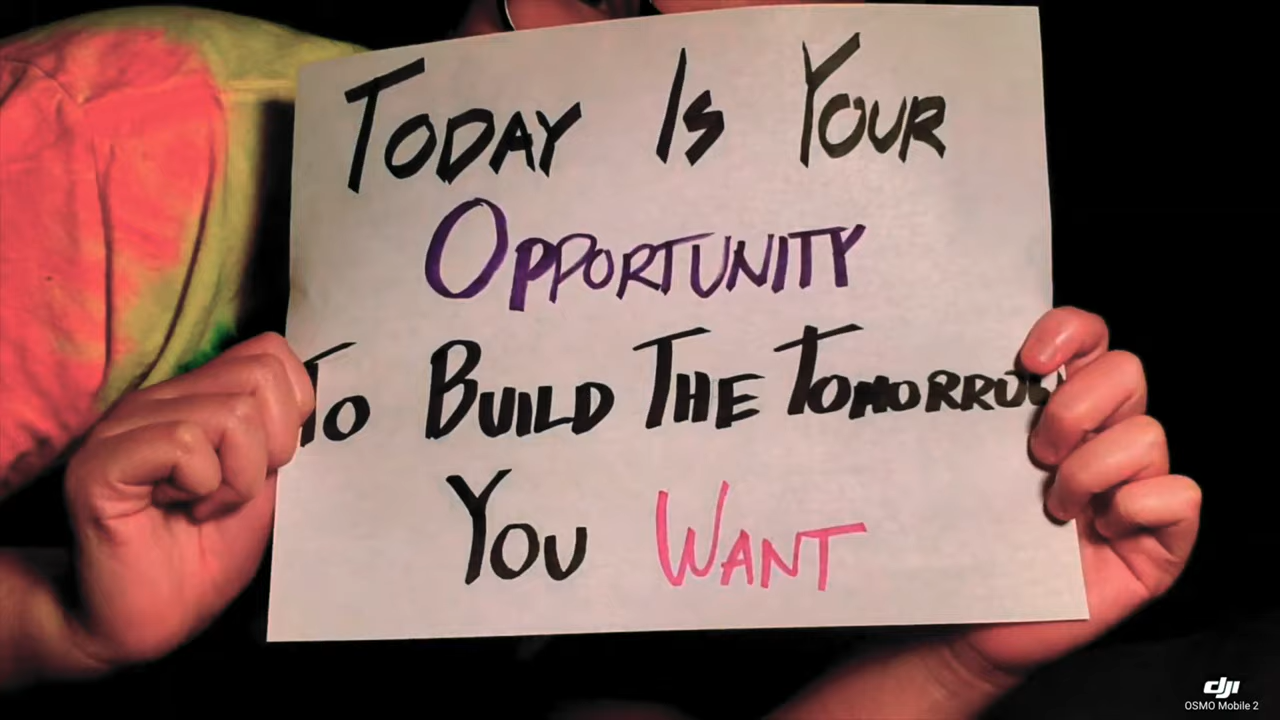 TODAY IS YOUR
OPPORTUNITY
TO BUILD THE TOMORROW
YOU WANT
dji
OSMO Mobile 2